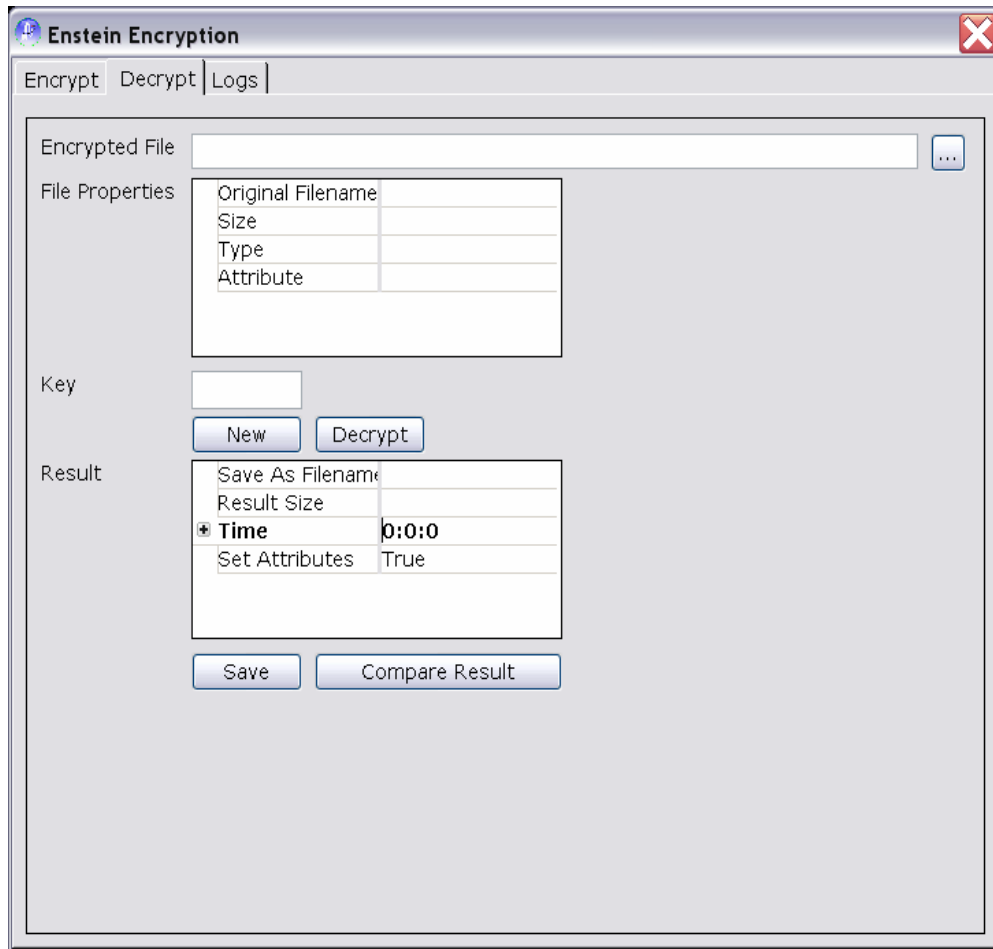 Enstein Encryption
Encrypt Decrypt Logs
Encrypted File ...
File Properties
Original Filename
Size
Type
Attribute
Key
New Decrypt
Result
Save As Filenam
Result Size
Time 0:0:0
Set Attributes True
Save Compare Result